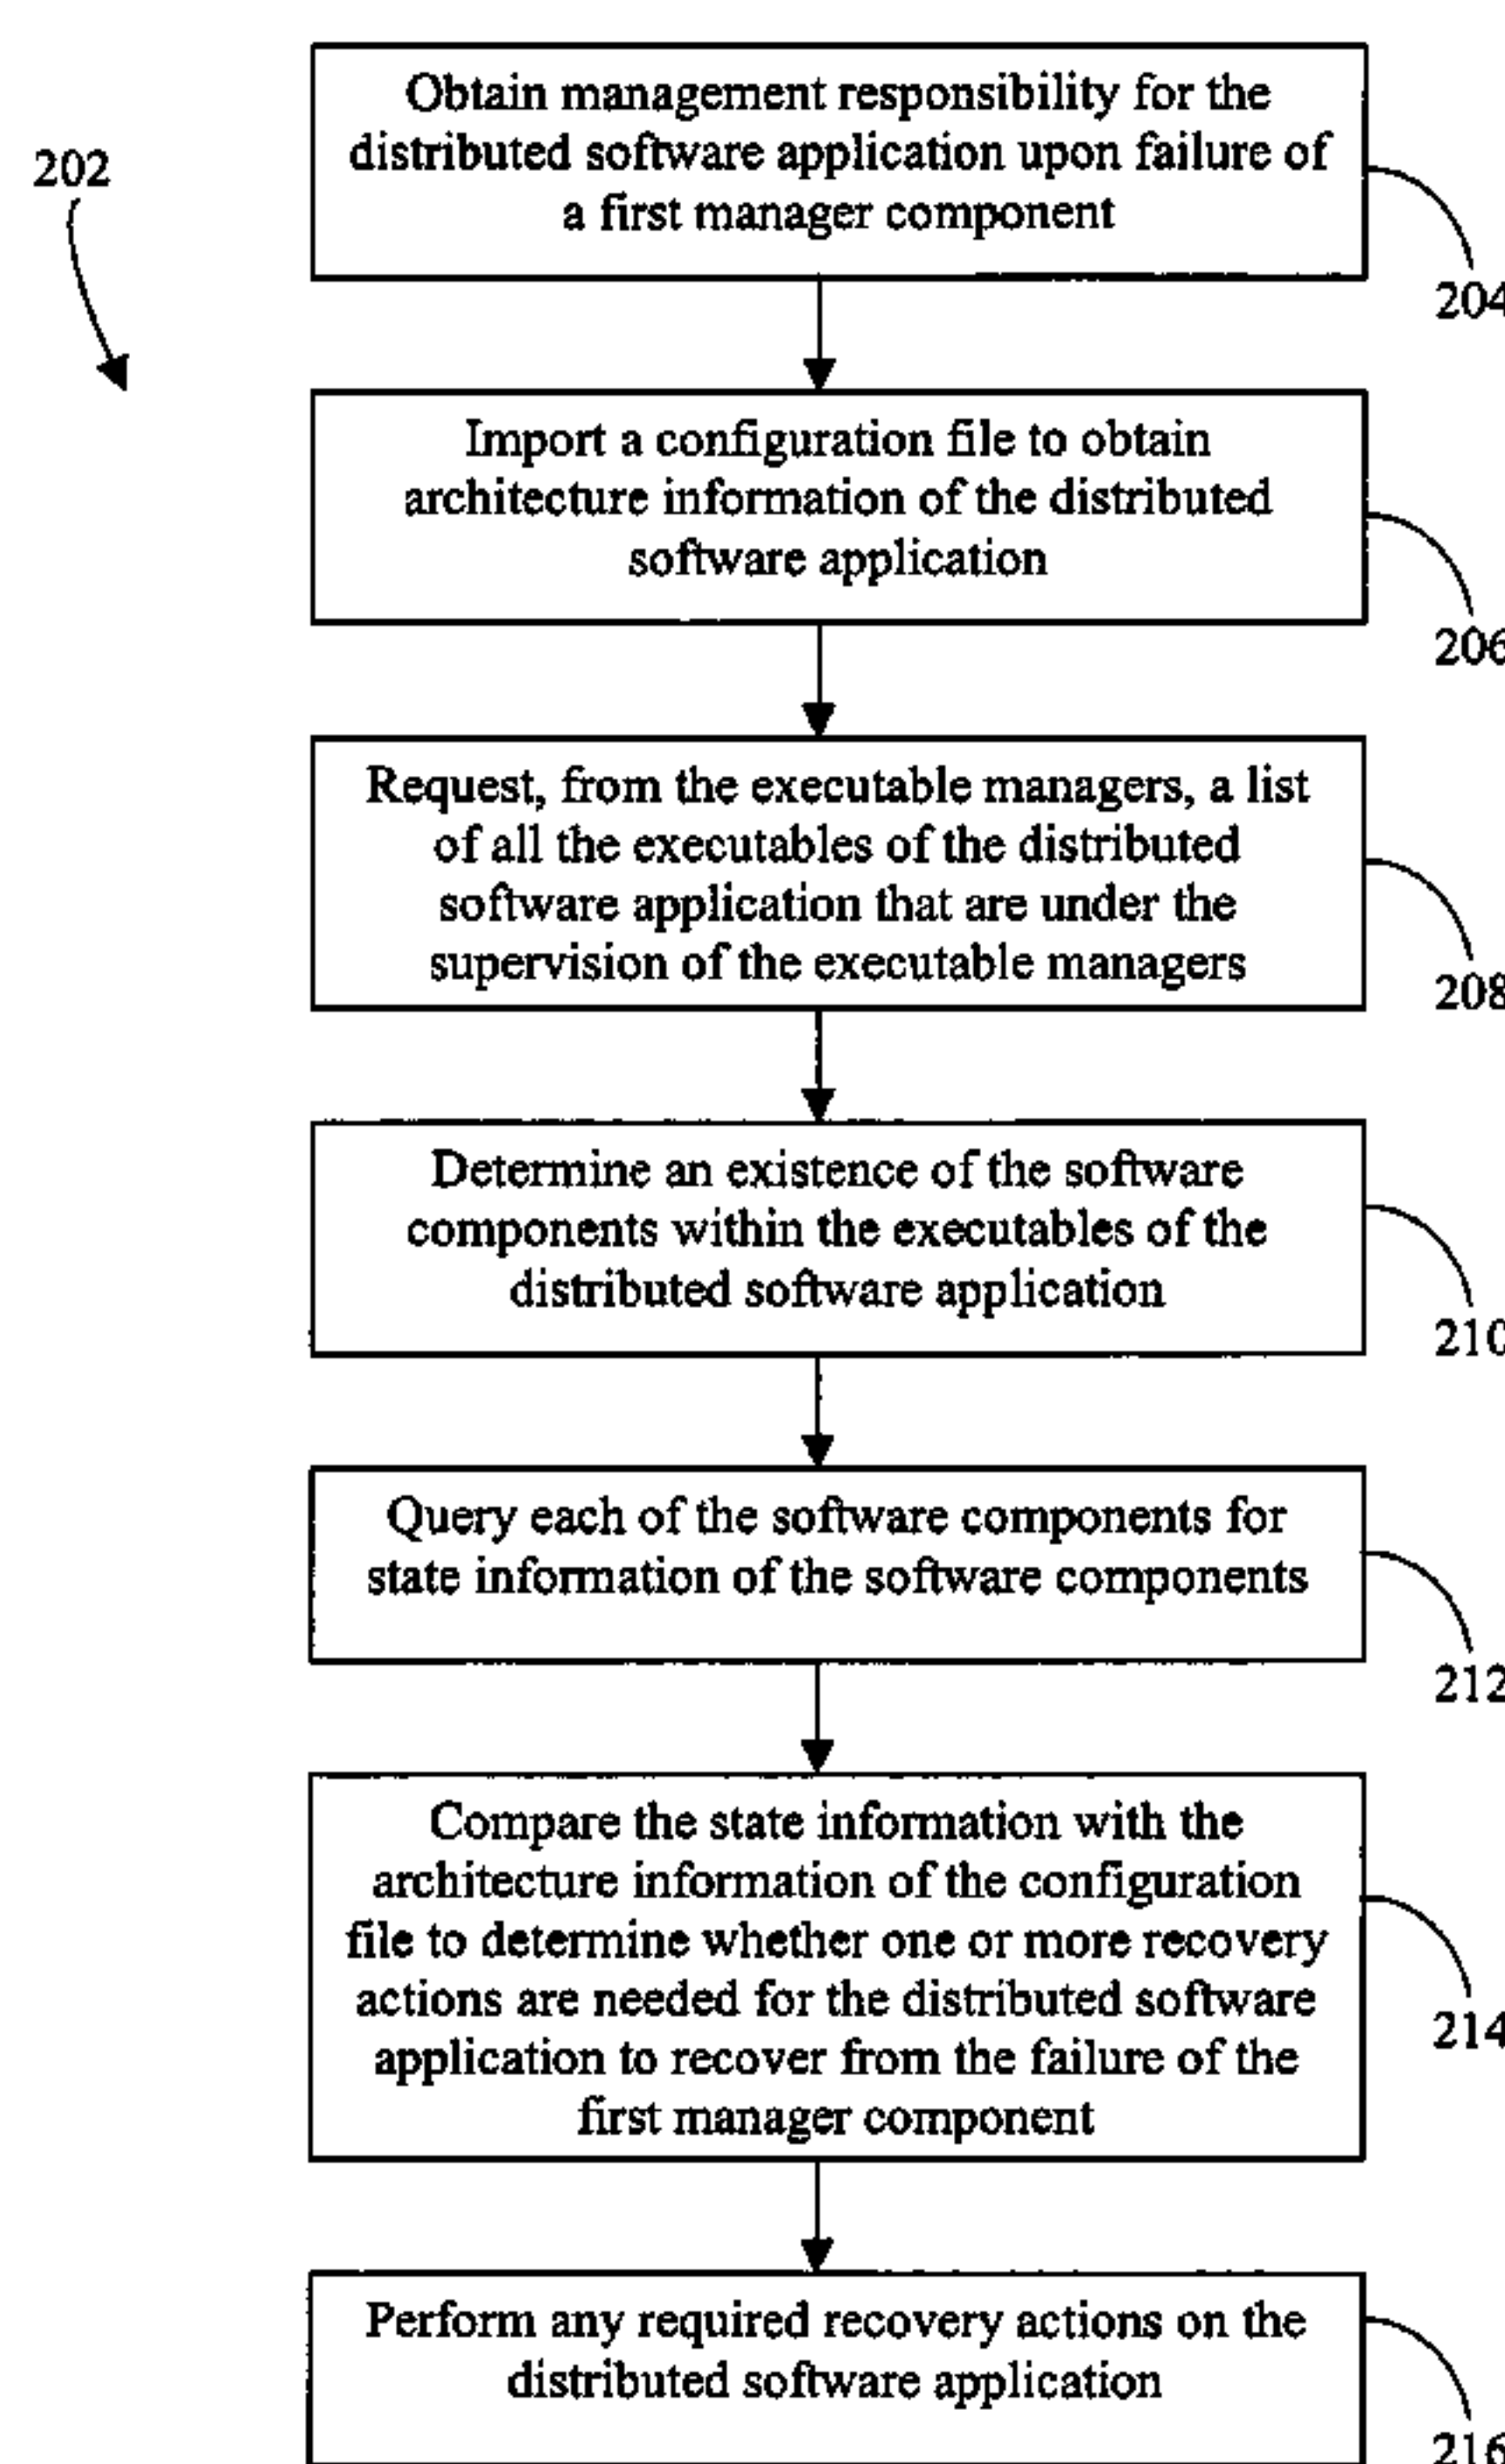 202
Obtain management responsibility for the
distributed software application upon failure of
a first manager component
204
Import a configuration file to obtain
architecture information of the distributed
software application
206
Request, from the executable managers, a list
of all the executables of the distributed
software application that are under the
supervision of the executable managers
208
Determine an existence of the software
components within the executables of the
distributed software application
210
Query each of the software components for
state information of the software components
212
Compare the state information with the
architecture information of the configuration
file to determine whether one or more recovery
actions are needed for the distributed software
application to recover from the failure of the
first manager component
214
Perform any required recovery actions on the
distributed software application
216